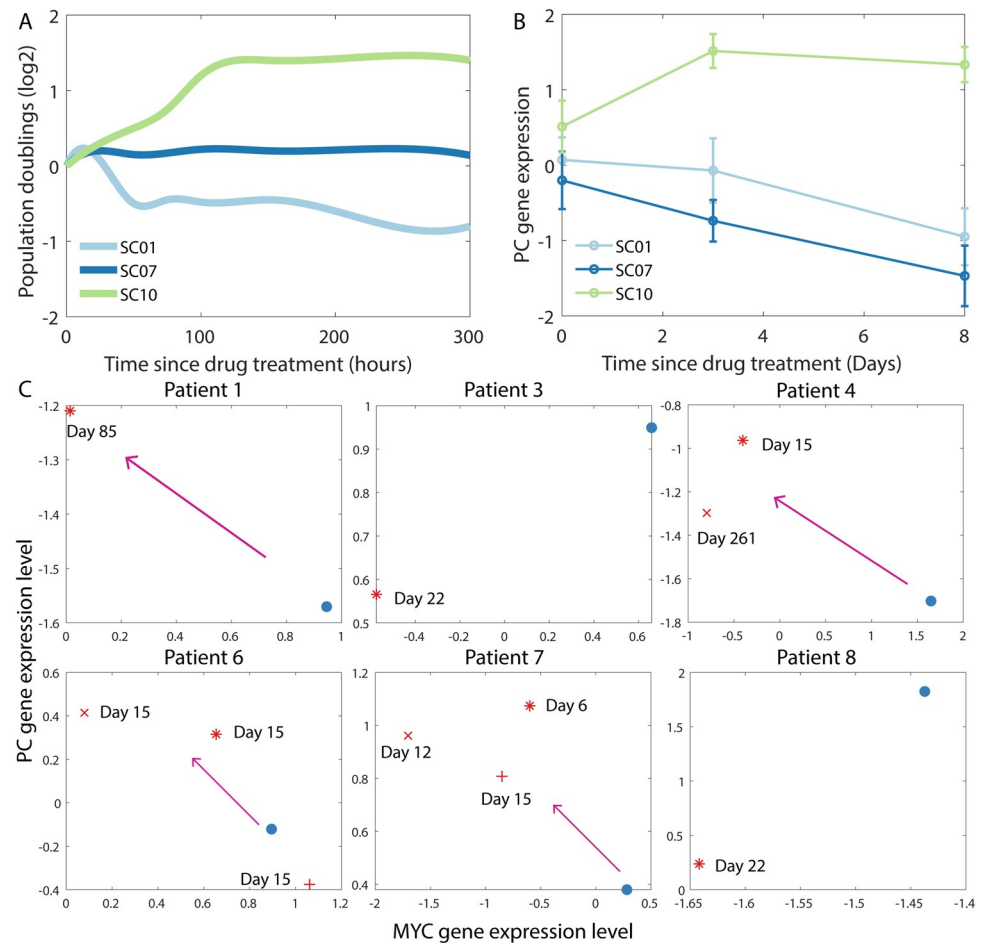 A
Population doublings (log2)
2
1
0
-1
-2
SC01
SC07
SC10
0
100
200
300
Time since drug treatment (hours)
B
PC gene expression
2
1
0
-1
-2
SC01
SC07
SC10
0
2
4
6
8
Time since drug treatment (Days)
C
PC gene expression level
Patient 1
-1.2
-1.3
-1.4
-1.5
-1.6
Day 85
0
0.2
0.4
0.6
0.8
1
Patient 3
1
0.9
0.8
0.7
0.6
0.5
Day 22
-0.4
-0.2
0
0.2
0.4
0.6
Patient 4
-0.8
-1
-1.2
-1.4
-1.6
-1.8
Day 15
Day 261
-1
-0.5
0
0.5
1
1.5
2
Patient 6
0.6
0.4
0.2
0
-0.2
-0.4
Day 15
Day 15
Day 15
0
0.2
0.4
0.6
0.8
1
1.2
Patient 7
1.2
1
0.8
0.6
0.4
Day 6
Day 12
Day 15
-2
-1.5
-1
-0.5
0
0.5
Patient 8
2
1.5
1
0.5
0
Day 22
-1.65
-1.6
-1.55
-1.5
-1.45
-1.4
MYC gene expression level